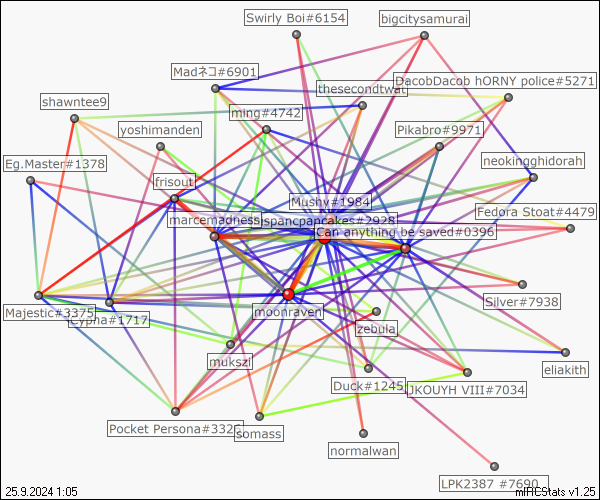 Swirly Boi#6154
bigcitysamurai
Madネコ#6901
DacobDacob hORNY police#5271
thesecondtwat
shawntee9
ming#4742
yoshimanden
Pikabro#9971
Eg.Master#1378
neokingghidorah
frisout
Mushy#1984
Fedora Stoat#4479
marcemadness
spancpancakes#2928
Can anything be saved#0396
Silver#7938
Majestic#3375
Cypha#1717
moonraven
zebula
mukszi
eliakith
Duck#1245
JKOUYH VIII#7034
Pocket Persona#332
somass
normalwan
LPK2387 #7690
25.9.2024 1:05
mIRCStats v1.25